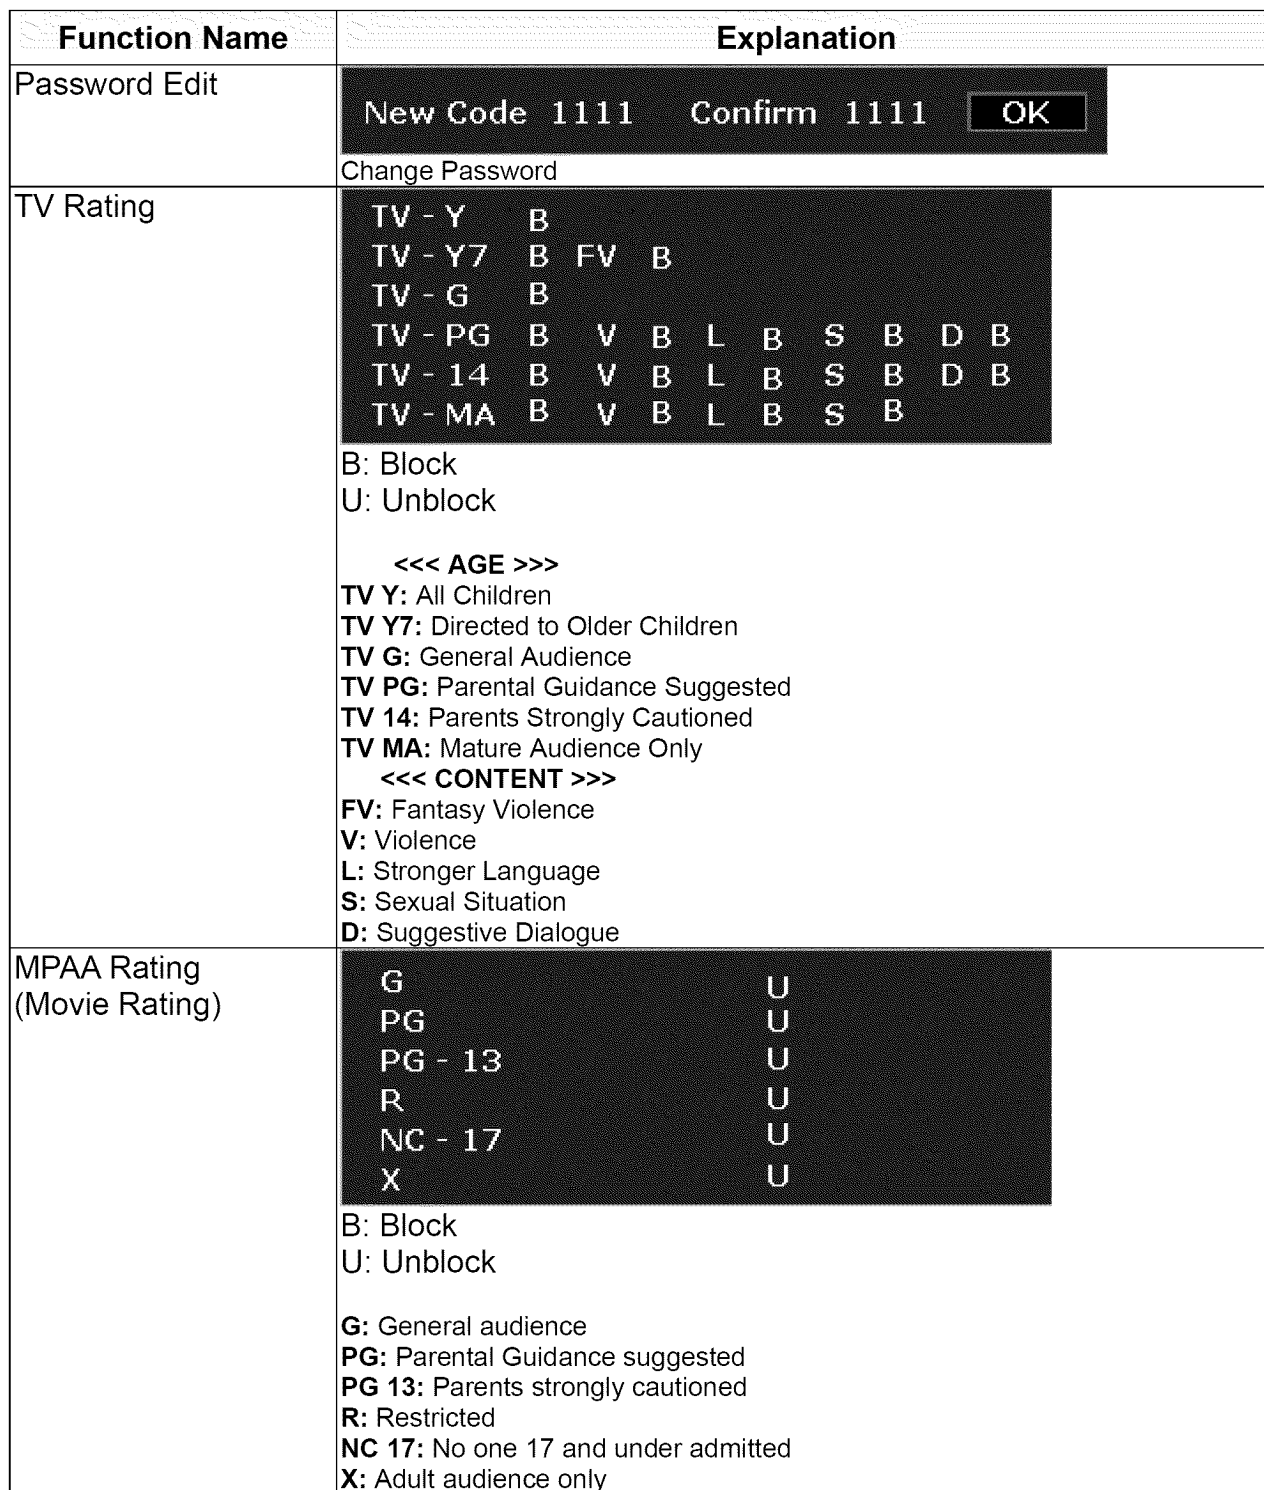 Function Name Explanation
Password Edit
New Code 1111 Confirm 1111 OK
Change Password
TV Rating
TV - Y B
TV - Y7 B FV B
TV - G B
TV - PG B V B L B S B D B
TV - 14 B V B L B S B D B
TV - MA B V B L B S B
B: Block
U: Unblock
<<< AGE >>>
TV Y: All Children
TV Y7: Directed to Older Children
TV G: General Audience
TV PG: Parental Guidance Suggested
TV 14: Parents Strongly Cautioned
TV MA: Mature Audience Only
<<< CONTENT >>>
FV: Fantasy Violence
V: Violence
L: Stronger Language
S: Sexual Situation
D: Suggestive Dialogue
MPAA Rating
(Movie Rating)
G U
PG U
PG - 13 U
R U
NC - 17 U
X U
B: Block
U: Unblock
G: General audience
PG: Parental Guidance suggested
PG 13: Parents strongly cautioned
R: Restricted
NC 17: No one 17 and under admitted
X: Adult audience only